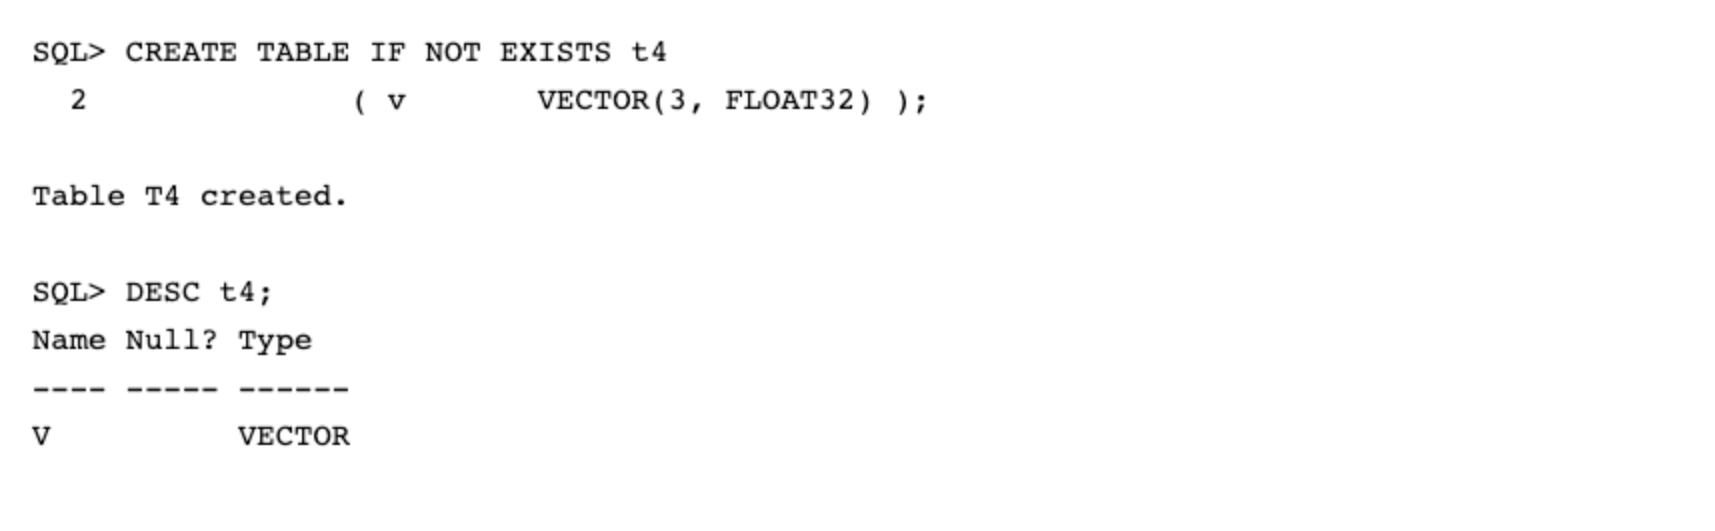 SQL> CREATE TABLE IF NOT EXISTS t4
  2              ( v       VECTOR(3, FLOAT32) );
Table T4 created.
SQL> DESC t4;
Name Null? Type
---- ----- ------
V          VECTOR